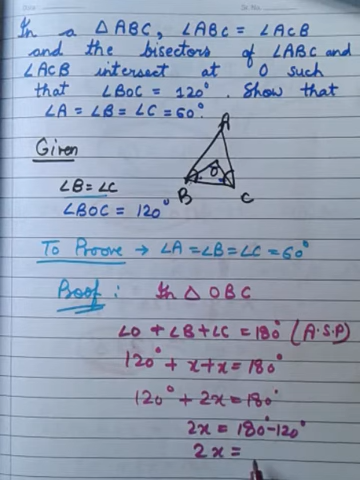 In a △ABC, ∠ABC = ∠ACB
and the bisectors of ∠ABC and
∠ACB intersect at O such
that ∠BOC = 120°. Show that
∠A = ∠B = ∠C = 60°.
Given
A
O
B
C
∠B = ∠C
∠BOC = 120°
To Proove → ∠A = ∠B = ∠C = 60°
Proof : In △ OBC
∠O + ∠B + ∠C = 180° (A.S.P)
120° + x + x = 180°
120° + 2x = 180°
2x = 180° - 120°
2x =